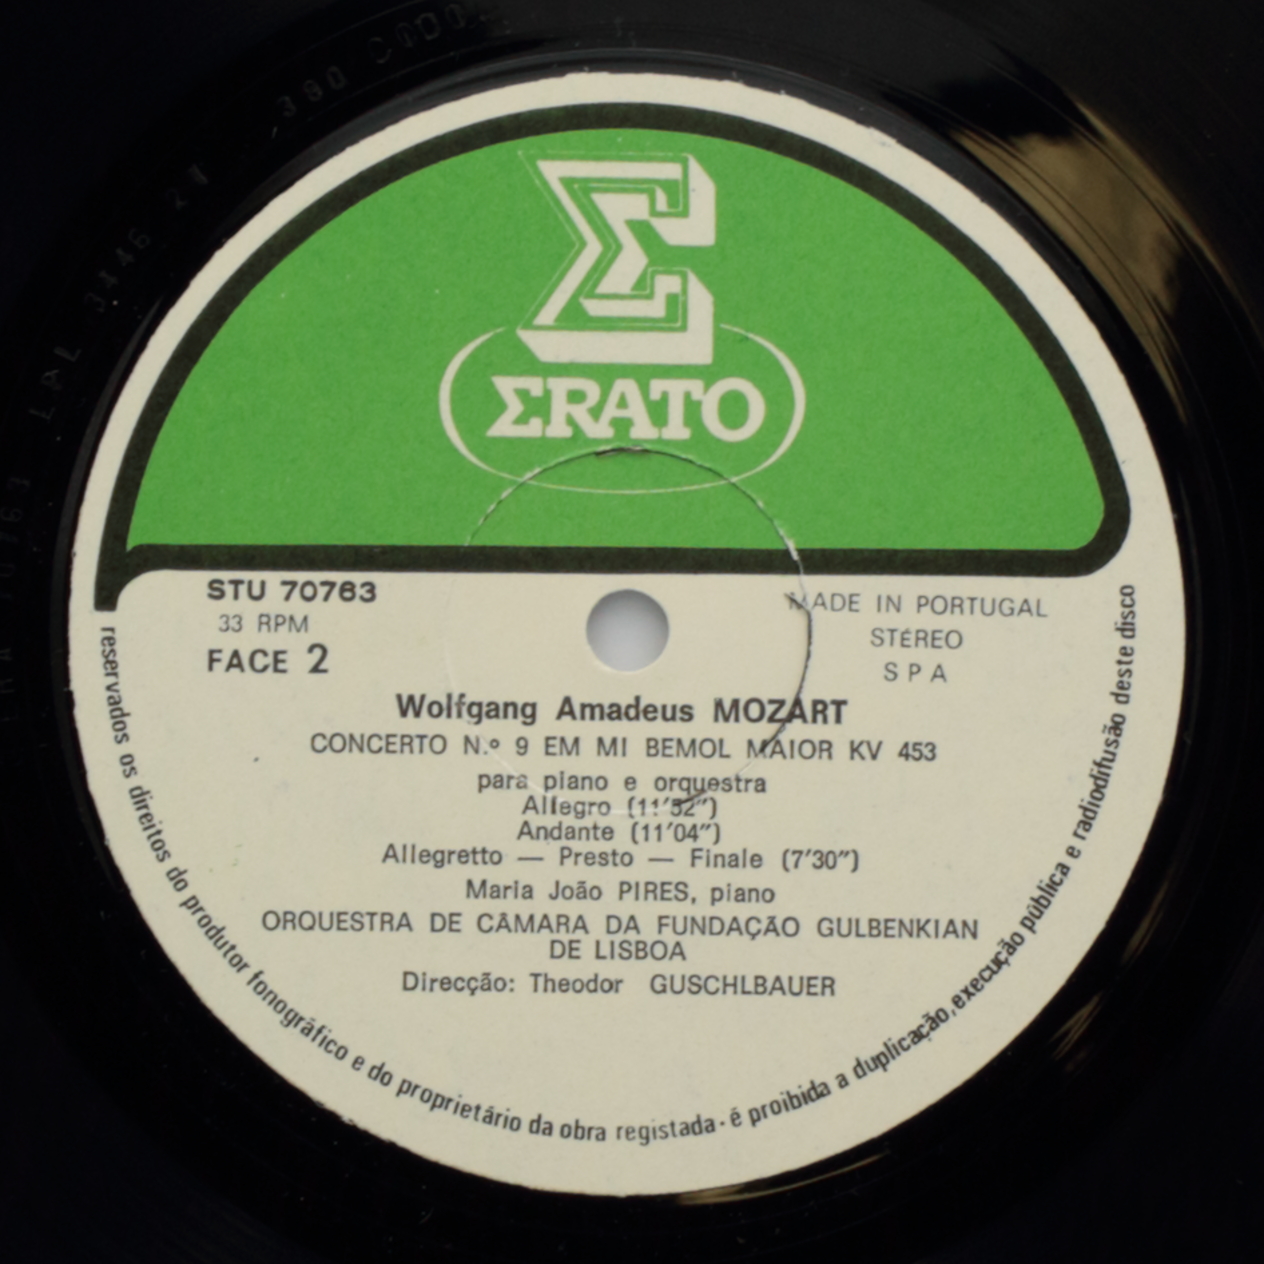 ΣRATO
STU 70763
33 RPM
FACE 2
MADE IN PORTUGAL
STÉREO
SPA
Wolfgang Amadeus MOZART
CONCERTO N.º 9 EM MI BEMOL MAIOR KV 453
para piano e orquestra
Allegro (11'52")
Andante (11'04")
Allegretto — Presto — Finale (7'30")
Maria João PIRES, piano
ORQUESTRA DE CÂMARA DA FUNDAÇÃO GULBENKIAN
DE LISBOA
Direcção: Theodor GUSCHLBAUER
reservados os direitos do produtor fonográfico e do proprietário da obra registada - é proibida a duplicação, execução pública e radiodifusão deste disco